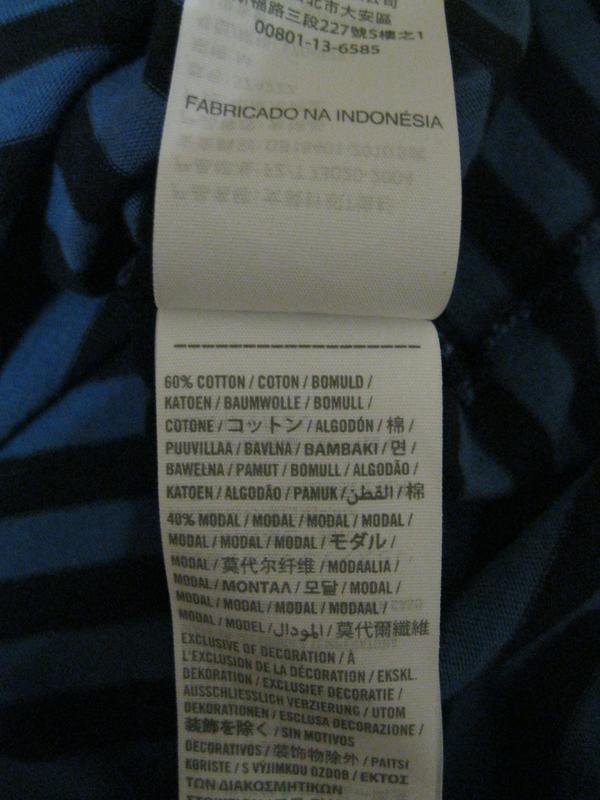 北市大安區
福路三段227號5樓之1
00801-13-6585
FABRICADO NA INDONÉSIA
60% COTTON / COTON / BOMULD /
KATOEN / BAUMWOLLE / BOMULL /
COTONE / コットン / ALGODÓN / 棉 /
PUUVILLAA / BAVLNA / BAMBAKI / 면 /
BAWEŁNA / PAMUT / BOMULL / ALGODÃO /
KATOEN / ALGODÃO / PAMUK / القطن / 棉
40% MODAL / MODAL / MODAL / MODAL /
MODAL / MODAL / MODAL / モダル /
MODAL / 莫代尔纤维 / MODAALIA /
MODAL / ΜΟΝΤΑΛ / 모달 / MODAL /
MODAL / MODAL / MODAL / MODAAL /
MODAL / MODEL / المودال / 莫代爾纖維
EXCLUSIVE OF DECORATION / À
L'EXCLUSION DE LA DÉCORATION / EKSKL.
DEKORATION / EXCLUSIEF DECORATIE /
AUSSCHLIESSLICH VERZIERUNG / UTOM
DEKORATIONEN / ESCLUSA DECORAZIONE /
装飾を除く / SIN MOTIVOS
DECORATIVOS / 装饰物除外 / PAITSI
KORISTE / S VÝJIMKOU OZDOB / ΕΚΤΟΣ
ΤΩΝ ΔΙΑΚΟΣΜΗΤΙΚΩΝ